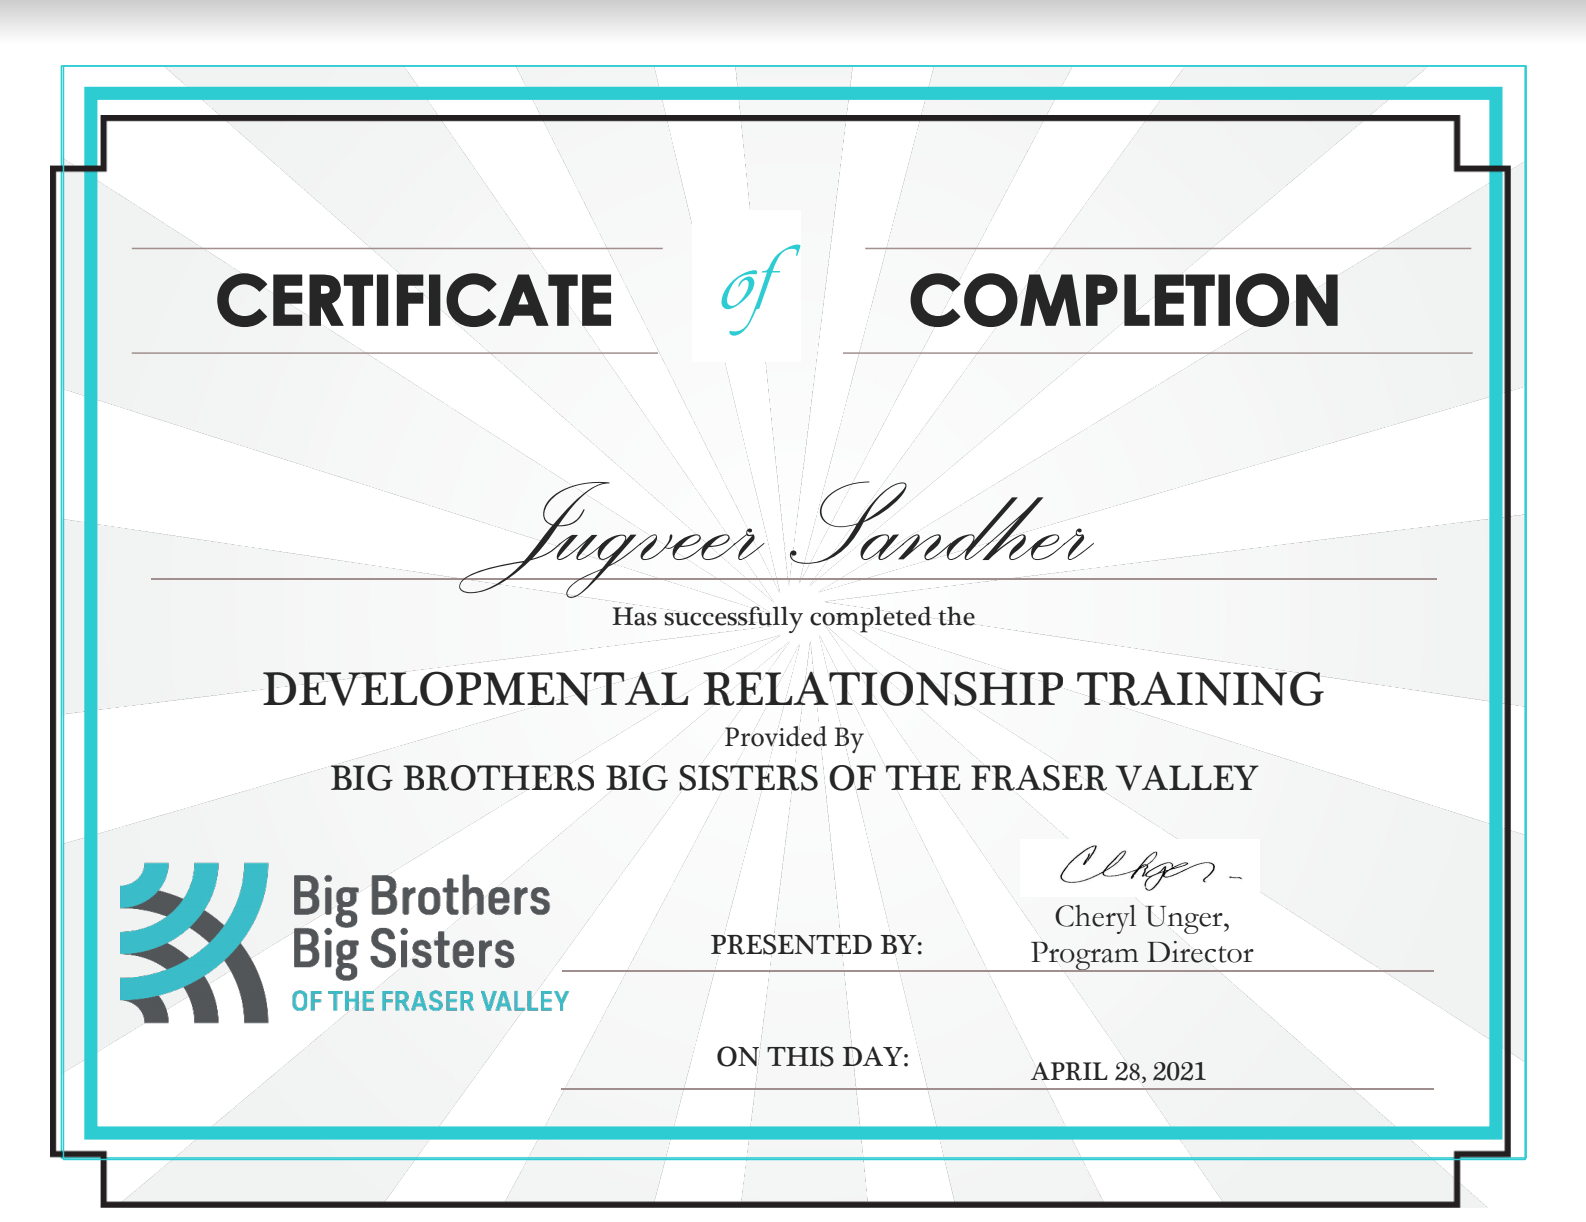 CERTIFICATE of COMPLETION
Jugveer Sandher
Has successfully completed the
DEVELOPMENTAL RELATIONSHIP TRAINING
Provided By
BIG BROTHERS BIG SISTERS OF THE FRASER VALLEY
Big Brothers
Big Sisters
OF THE FRASER VALLEY
PRESENTED BY:
Cheryl Unger,
Program Director
ON THIS DAY:
APRIL 28, 2021